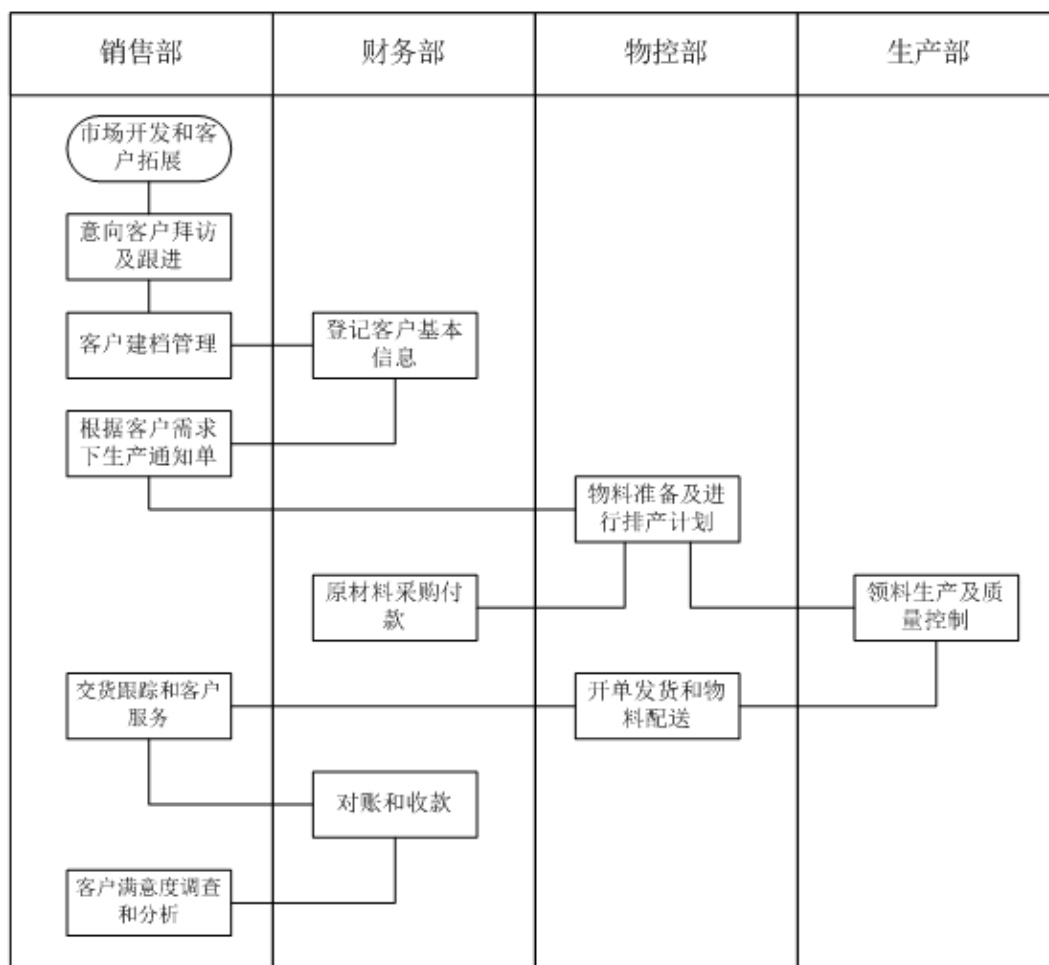 销售部
财务部
物控部
生产部
市场开发和客
户拓展
意向客户拜访
及跟进
客户建档管理
登记客户基本
信息
根据客户需求
下生产通知单
物料准备及进
行排产计划
原材料采购付
款
领料生产及质
量控制
交货跟踪和客户
服务
开单发货和物
料配送
对账和收款
客户满意度调查
和分析